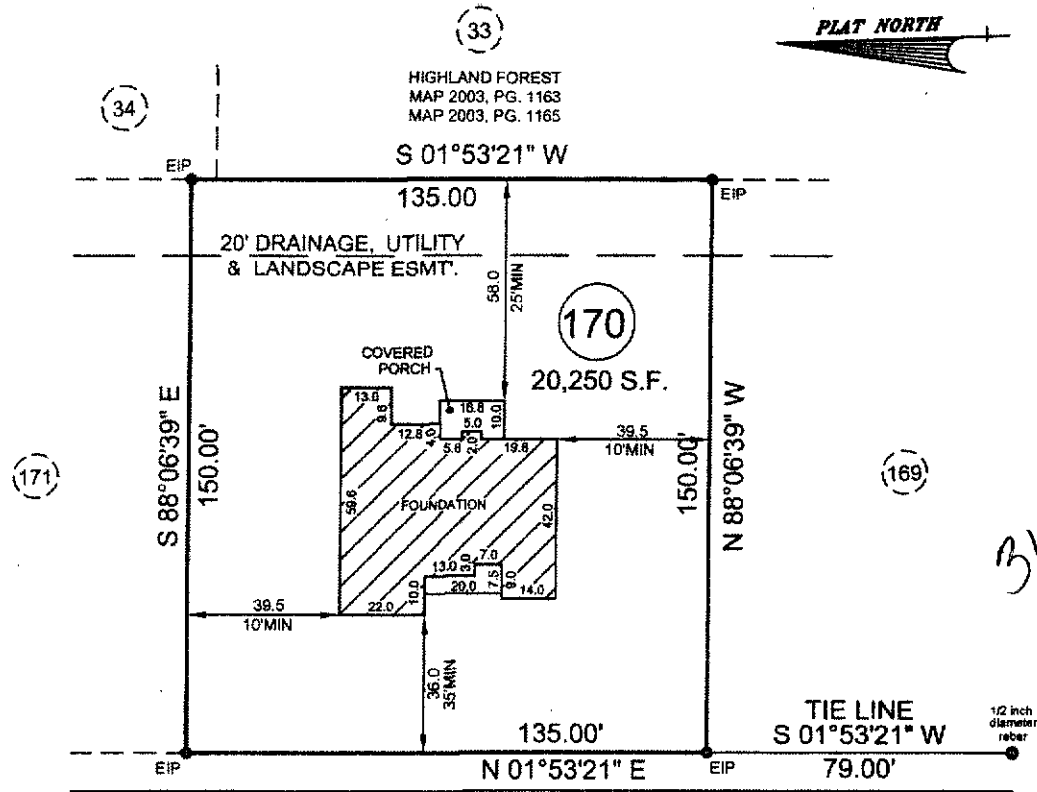 PLAT NORTH
33
HIGHLAND FOREST
MAP 2003, PG. 1163
MAP 2003, PG. 1165
34
EIP
S 01°53'21" W
EIP
135.00
20' DRAINAGE, UTILITY
& LANDSCAPE ESMT'.
58.0
25'MIN
170
20,250 S.F.
COVERED
PORCH
13.0
9.6
16.8
5.0
10.0
12.8
4.0
5.8
2.0
19.8
39.5
10'MIN
171
S 88°06'39" E
150.00'
59.6
FOUNDATION
42.0
150.00'
N 88°06'39" W
169
7.0
13.0
3.0
7.5
9.0
10.0
20.0
14.0
22.0
39.5
10'MIN
36.0
35'MIN
TIE LINE
1/2 inch
diameter
rebar
135.00'
S 01°53'21" W
EIP
N 01°53'21" E
EIP
79.00'